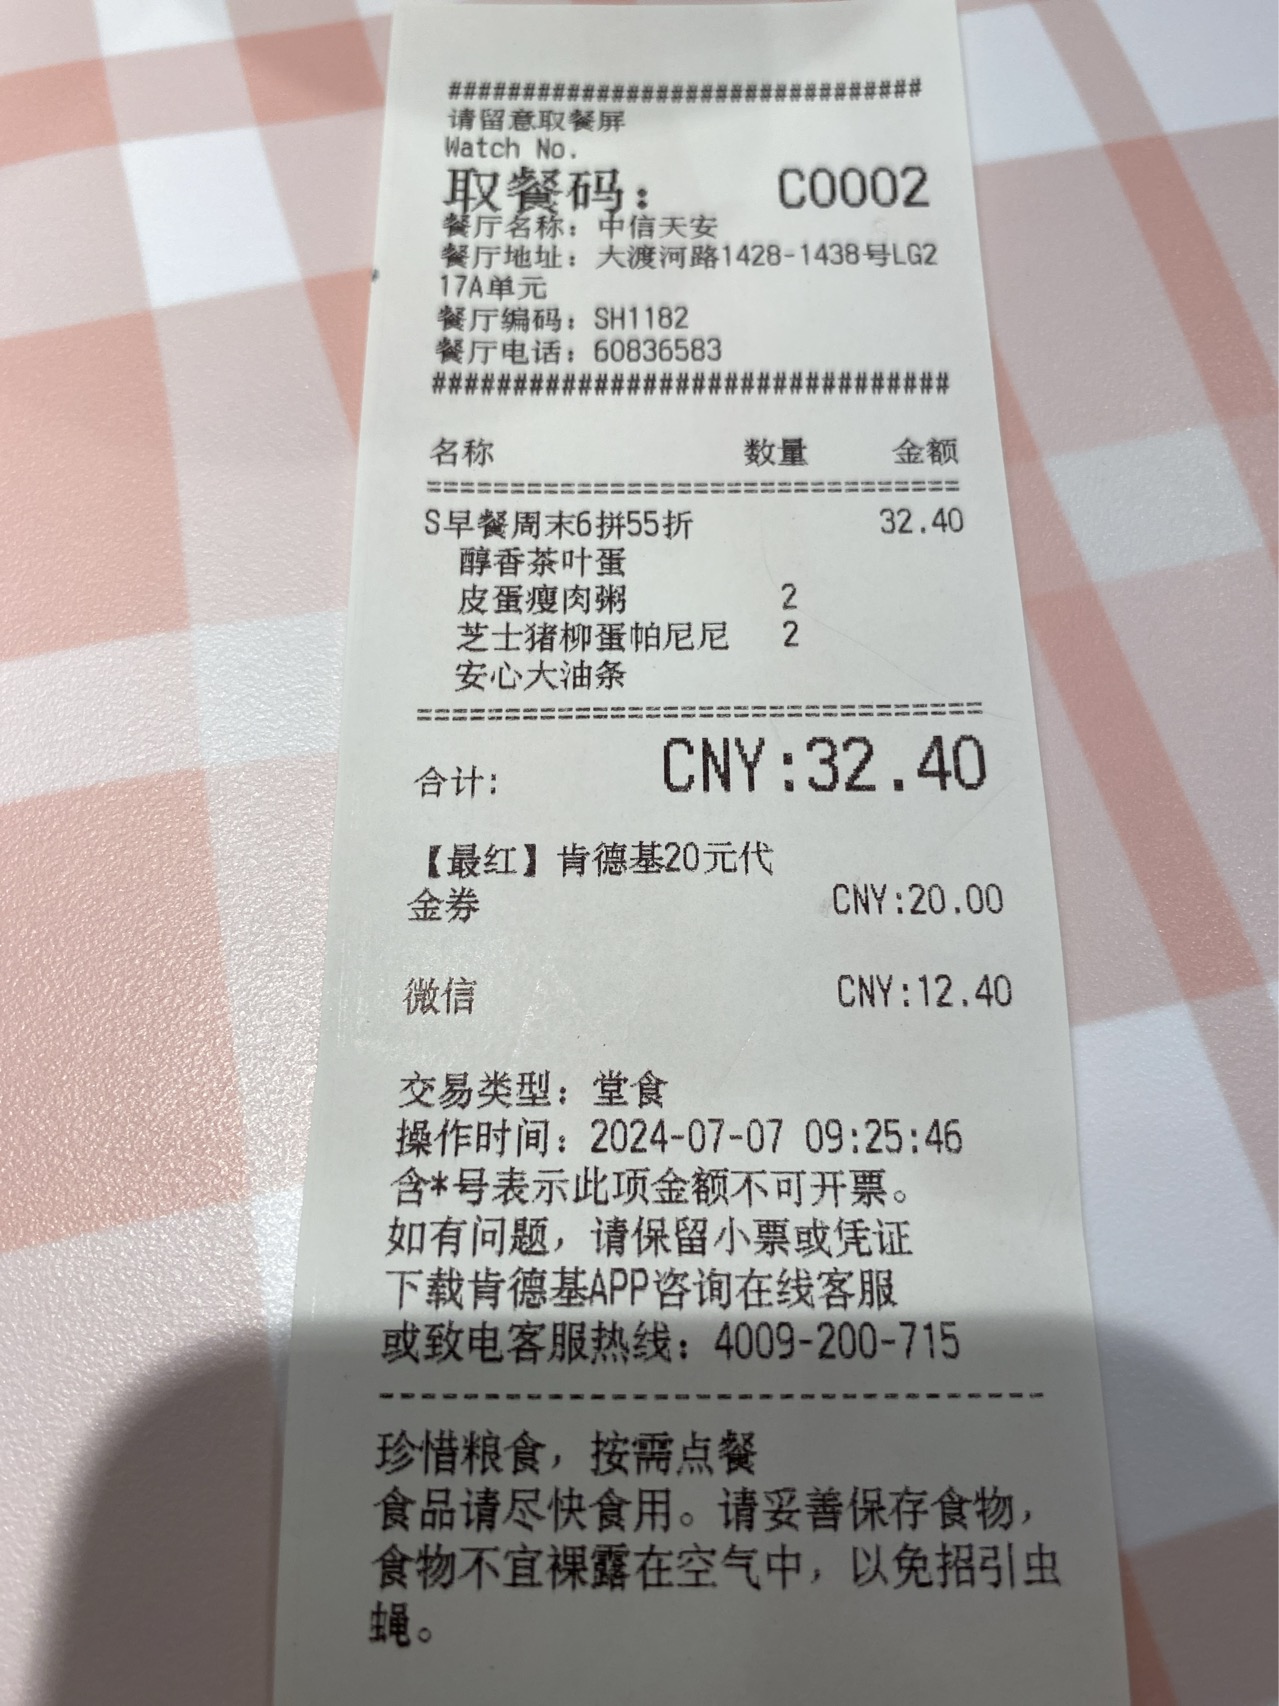 ################################
请留意取餐屏
Watch No.
取餐码： C0002
餐厅名称：中信天安
餐厅地址：大渡河路1428-1438号LG2
17A单元
餐厅编码：SH1182
餐厅电话：60836583
################################
名称 数量 金额
================================
S早餐周末6拼55折 32.40
醇香茶叶蛋
皮蛋瘦肉粥 2
芝士猪柳蛋帕尼尼 2
安心大油条
================================
合计: CNY:32.40
【最红】肯德基20元代
金券 CNY:20.00
微信 CNY:12.40
交易类型：堂食
操作时间：2024-07-07 09:25:46
含*号表示此项金额不可开票。
如有问题，请保留小票或凭证
下载肯德基APP咨询在线客服
或致电客服热线：4009-200-715
--------------------------------
珍惜粮食，按需点餐
食品请尽快食用。请妥善保存食物，
食物不宜裸露在空气中，以免招引虫
蝇。